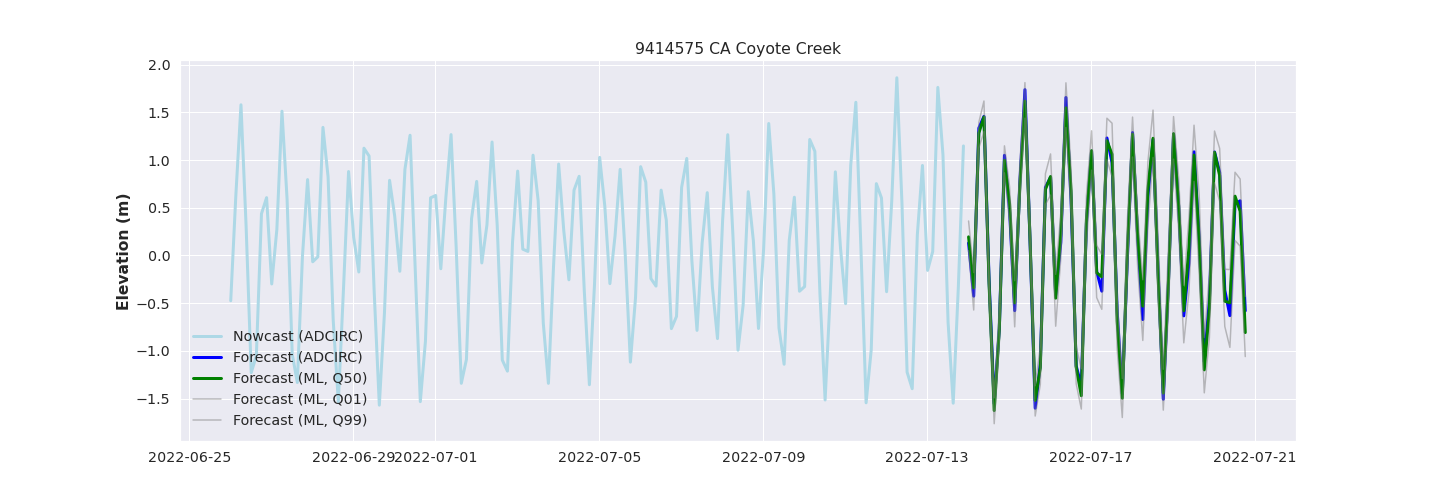 9414575 CA Coyote Creek
2.0
1.5
1.0
0.5
0.0
−0.5
−1.0
−1.5
Elevation (m)
Nowcast (ADCIRC)
Forecast (ADCIRC)
Forecast (ML, Q50)
Forecast (ML, Q01)
Forecast (ML, Q99)
2022-06-25 2022-06-29 2022-07-01 2022-07-05 2022-07-09 2022-07-13 2022-07-17 2022-07-21